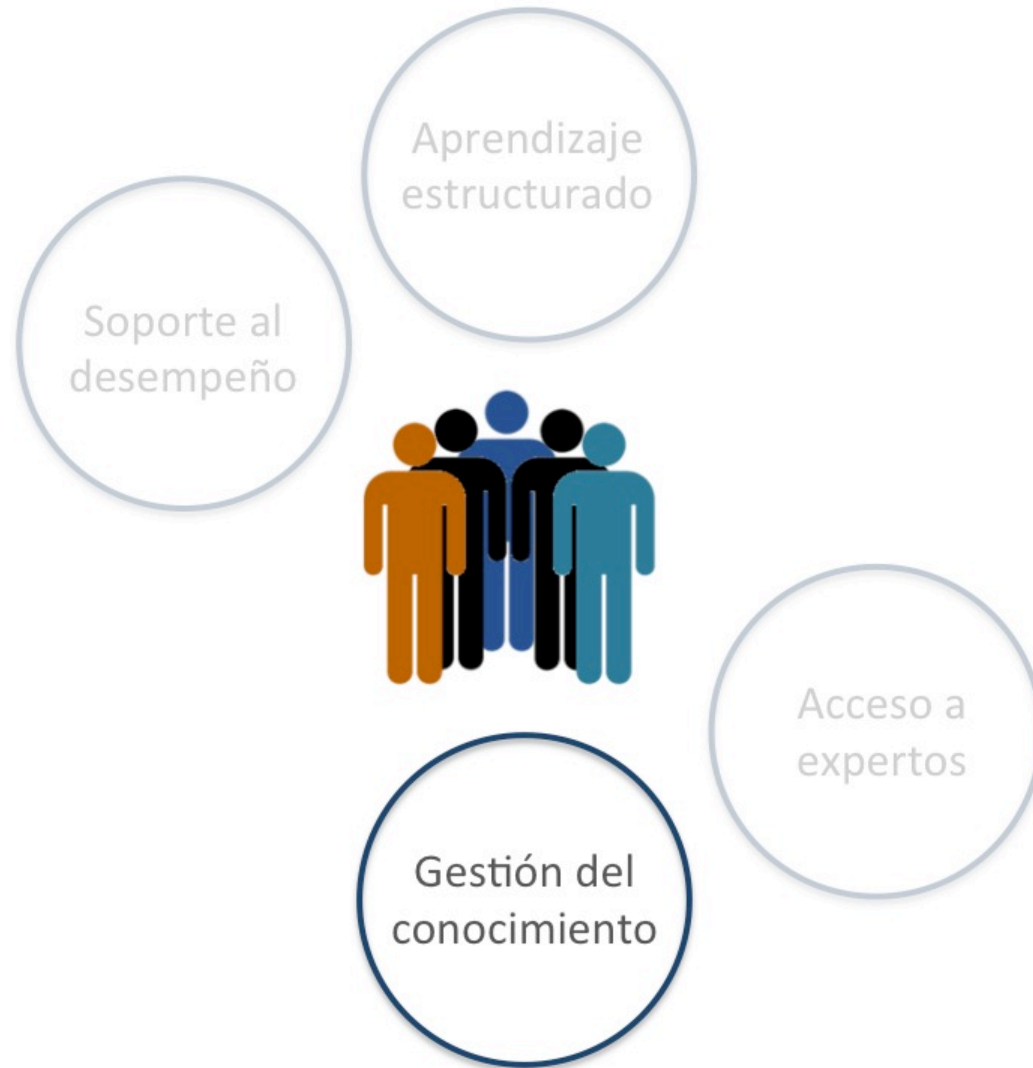 Aprendizaje
estructurado
Soporte al
desempeño
Acceso a
expertos
Gestión del
conocimiento